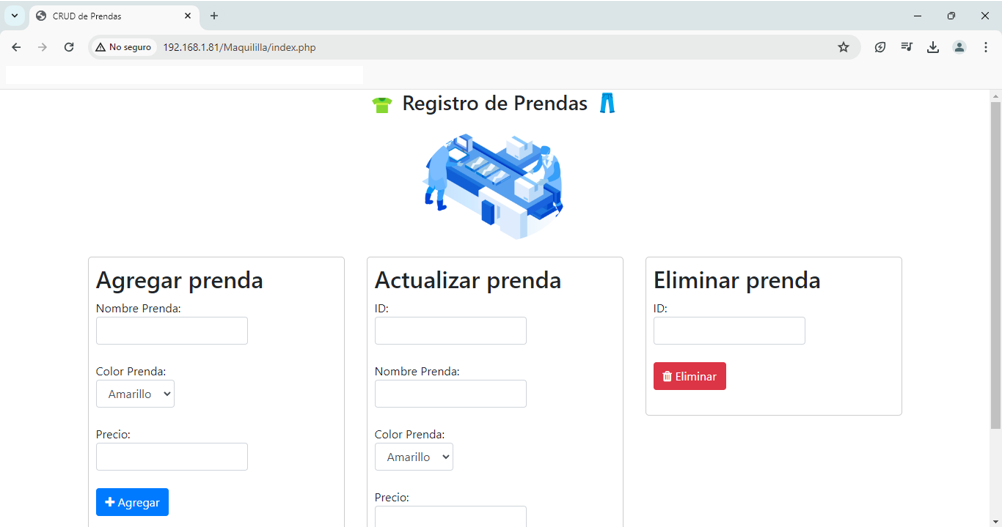 CRUD de Prendas
No seguro
192.168.1.81/Maquililla/index.php
Registro de Prendas
Agregar prenda
Nombre Prenda:
Color Prenda:
Amarillo
Precio:
Agregar
Actualizar prenda
ID:
Nombre Prenda:
Color Prenda:
Amarillo
Precio:
Eliminar prenda
ID:
Eliminar